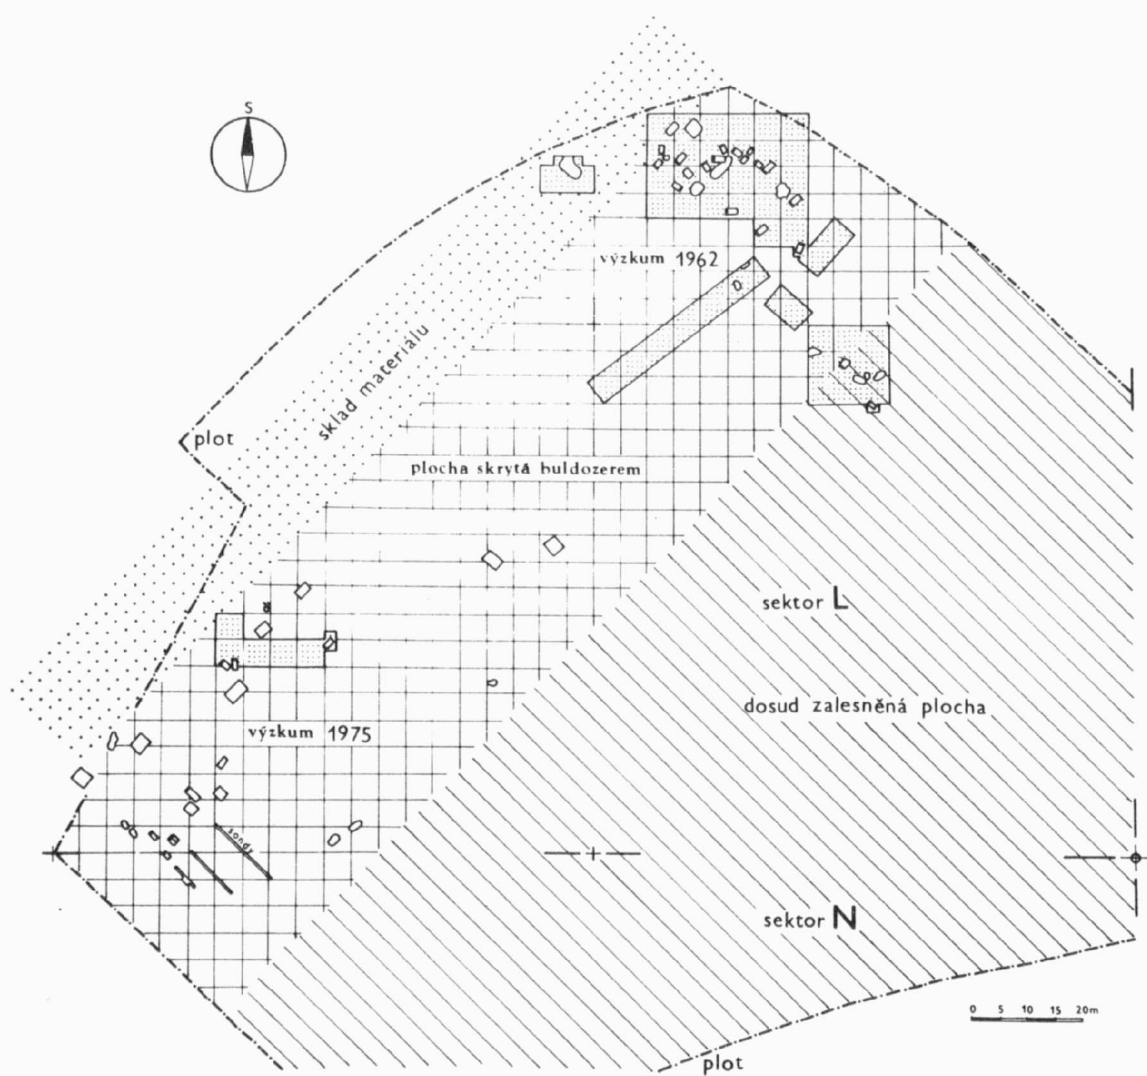 S
výzkum 1962
sklad materiálu
plot
plocha skrytá buldozerem
sektor L
dosud zalesněná plocha
výzkum 1975
sondy
sektor N
0 5 10 15 20m
plot